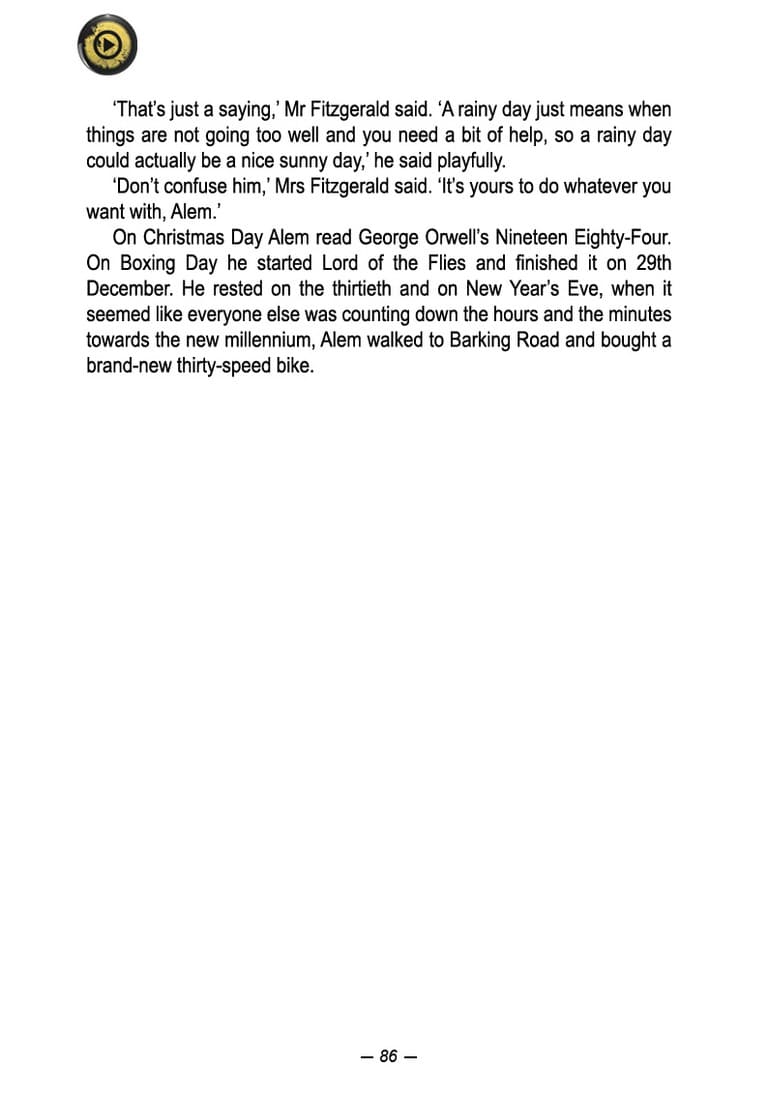 ‘That’s just a saying,’ Mr Fitzgerald said. ‘A rainy day just means when
things are not going too well and you need a bit of help, so a rainy day
could actually be a nice sunny day,’ he said playfully.
‘Don’t confuse him,’ Mrs Fitzgerald said. ‘It’s yours to do whatever you
want with, Alem.’
On Christmas Day Alem read George Orwell’s Nineteen Eighty-Four.
On Boxing Day he started Lord of the Flies and finished it on 29th
December. He rested on the thirtieth and on New Year’s Eve, when it
seemed like everyone else was counting down the hours and the minutes
towards the new millennium, Alem walked to Barking Road and bought a
brand-new thirty-speed bike.
— 86 —